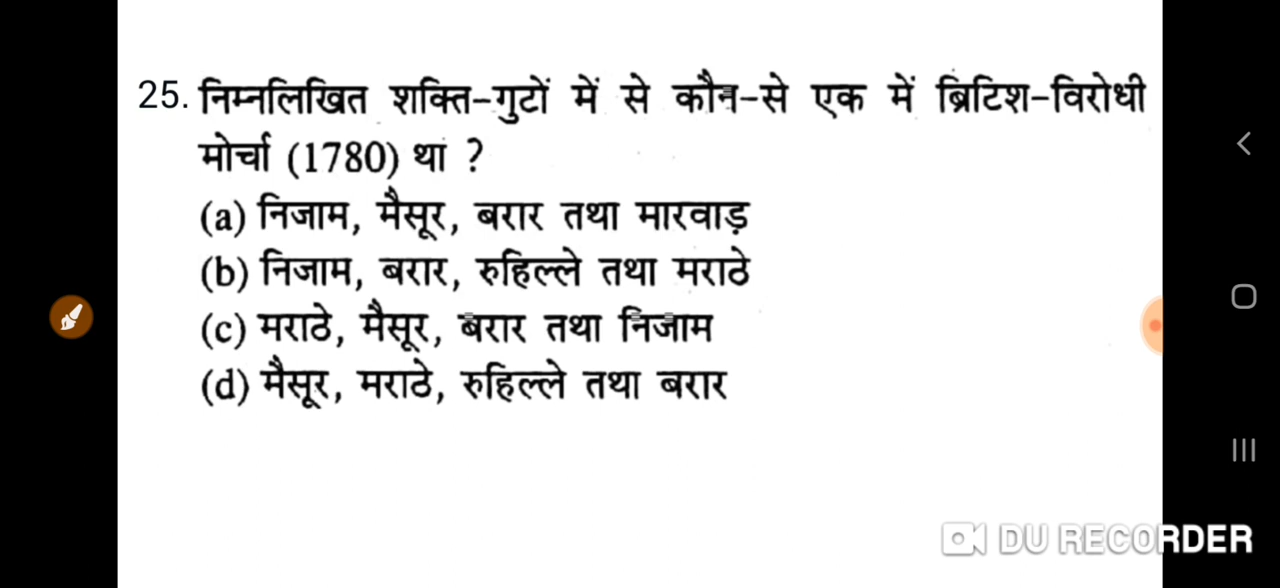 25. निम्नलिखित शक्ति-गुटों में से कौन-से एक में ब्रिटिश-विरोधी
मोर्चा (1780) था ?
(a) निजाम, मैसूर, बरार तथा मारवाड़
(b) निजाम, बरार, रुहिल्ले तथा मराठे
(c) मराठे, मैसूर, बरार तथा निजाम
(d) मैसूर, मराठे, रुहिल्ले तथा बरार
DU RECORDER